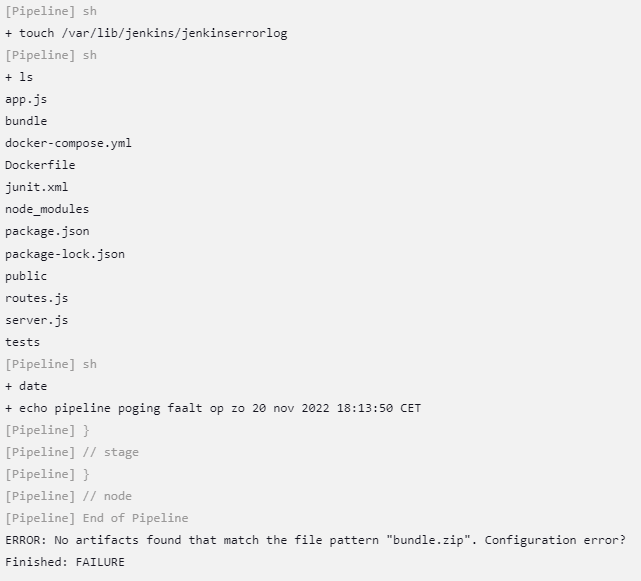 [Pipeline] sh
+ touch /var/lib/jenkins/jenkinserrorlog
[Pipeline] sh
+ ls
app.js
bundle
docker-compose.yml
Dockerfile
junit.xml
node_modules
package.json
package-lock.json
public
routes.js
server.js
tests
[Pipeline] sh
+ date
+ echo pipeline poging faalt op zo 20 nov 2022 18:13:50 CET
[Pipeline] }
[Pipeline] // stage
[Pipeline] }
[Pipeline] // node
[Pipeline] End of Pipeline
ERROR: No artifacts found that match the file pattern "bundle.zip". Configuration error?
Finished: FAILURE